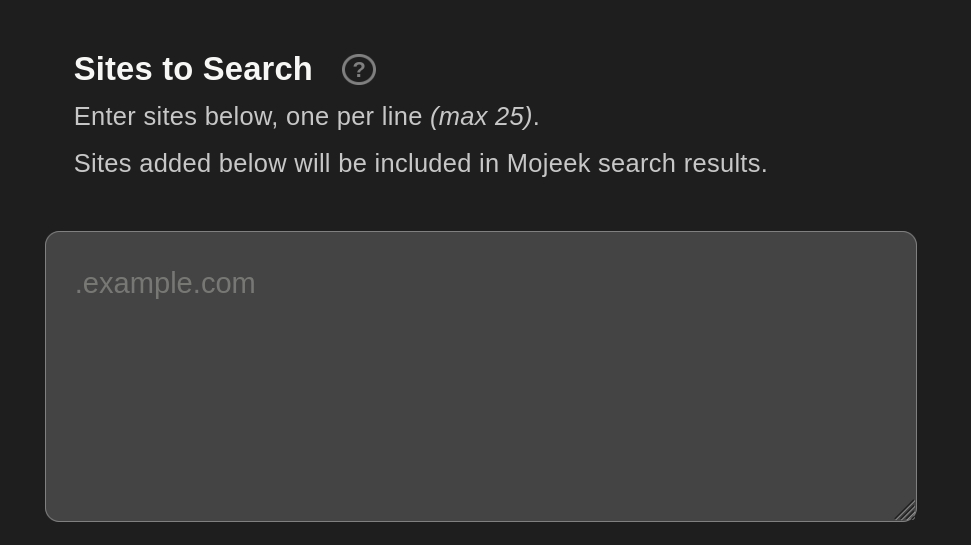 Sites to Search ?
Enter sites below, one per line (max 25).
Sites added below will be included in Mojeek search results.
.example.com